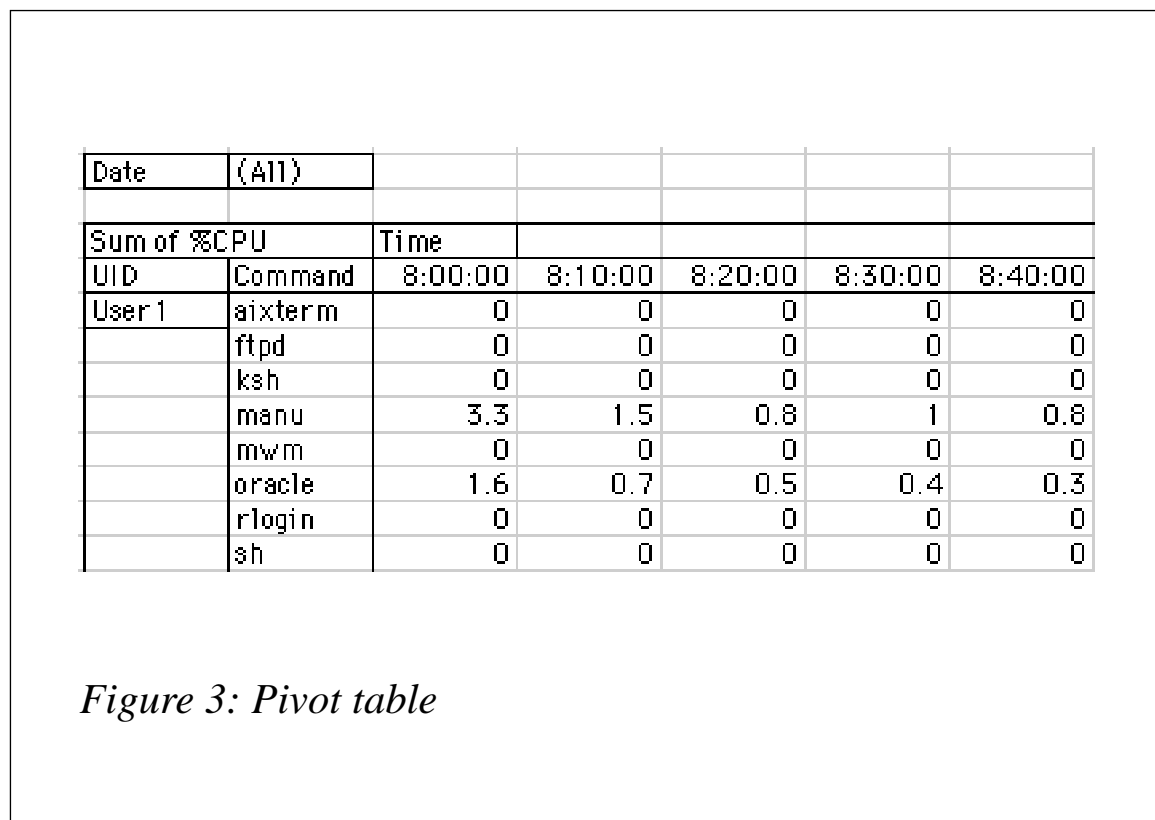 Date (All)
Sum of %CPU Time
UID Command 8:00:00 8:10:00 8:20:00 8:30:00 8:40:00
User1 aixterm 0 0 0 0 0
ftpd 0 0 0 0 0
ksh 0 0 0 0 0
manu 3.3 1.5 0.8 1 0.8
mwm 0 0 0 0 0
oracle 1.6 0.7 0.5 0.4 0.3
rlogin 0 0 0 0 0
sh 0 0 0 0 0
Figure 3: Pivot table